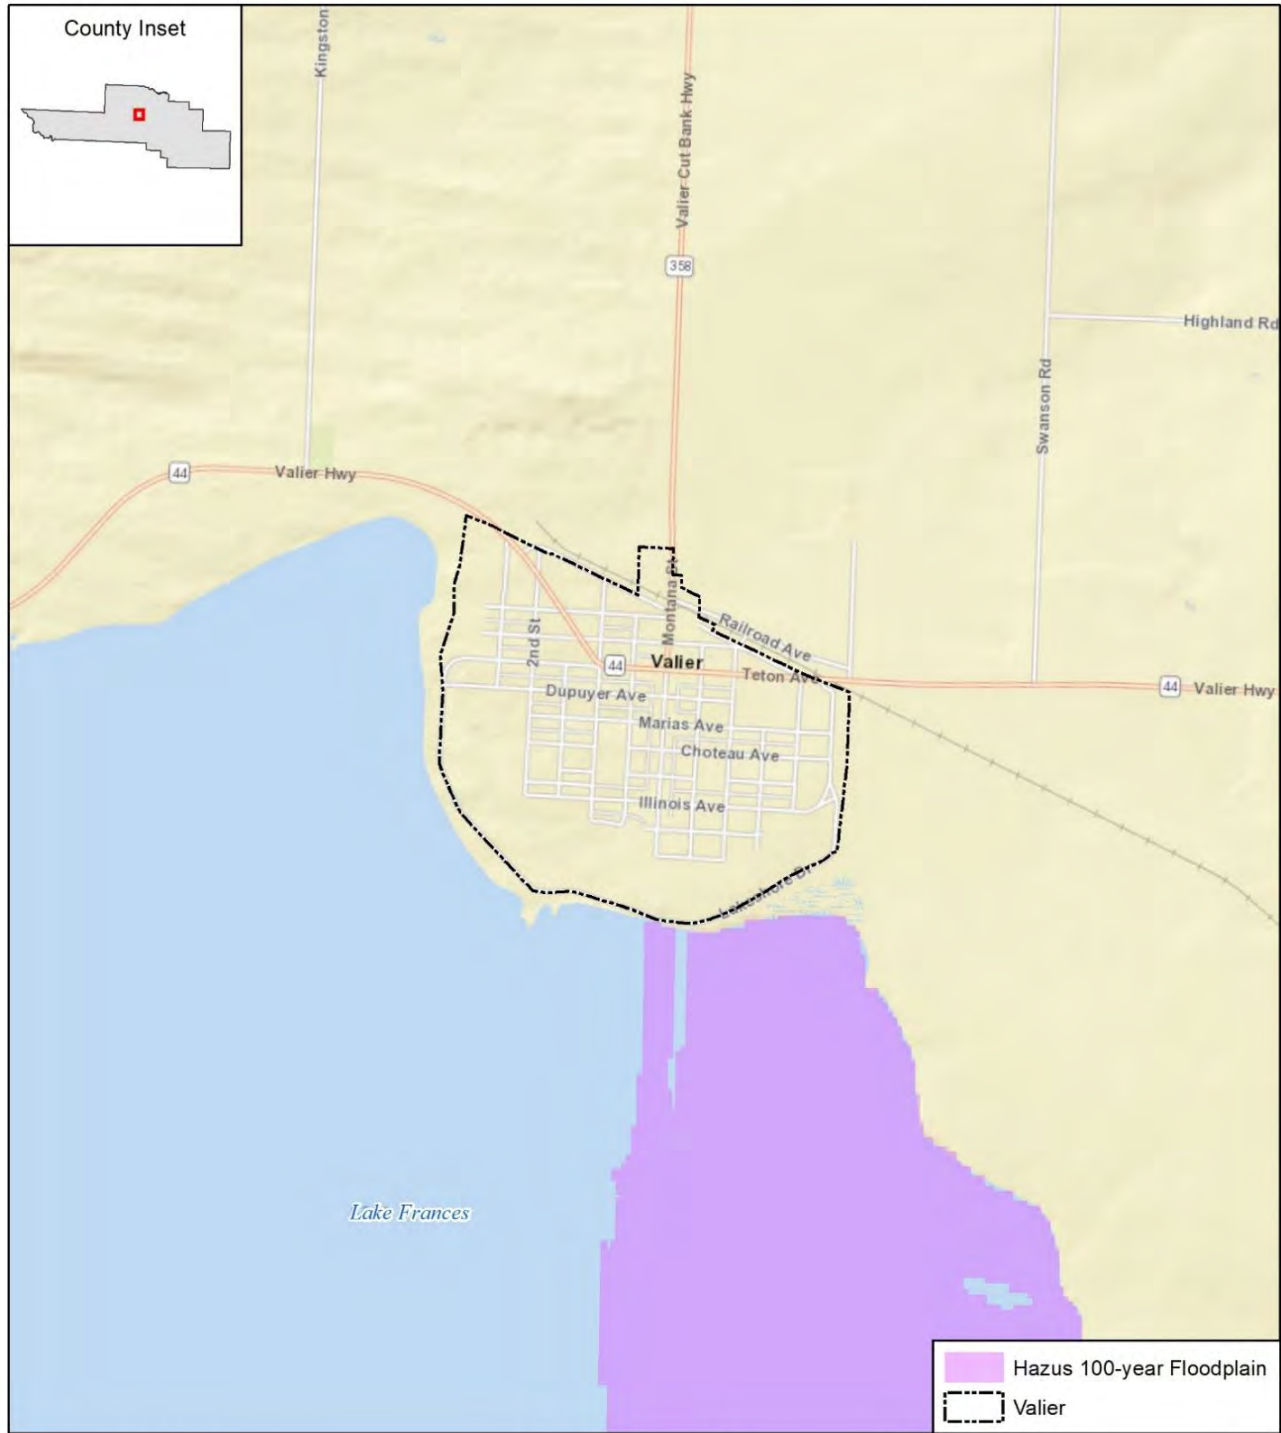 County Inset
Kingston
Valier Cut Bank Hwy
358
Highland Rd
Swanson Rd
44
Valier Hwy
Montana St
Railroad Ave
2nd St
44
Valier
Teton Ave
44
Valier Hwy
Dupuyer Ave
Marias Ave
Choteau Ave
Illinois Ave
Lakeshore Dr
Lake Frances
Hazus 100-year Floodplain
Valier